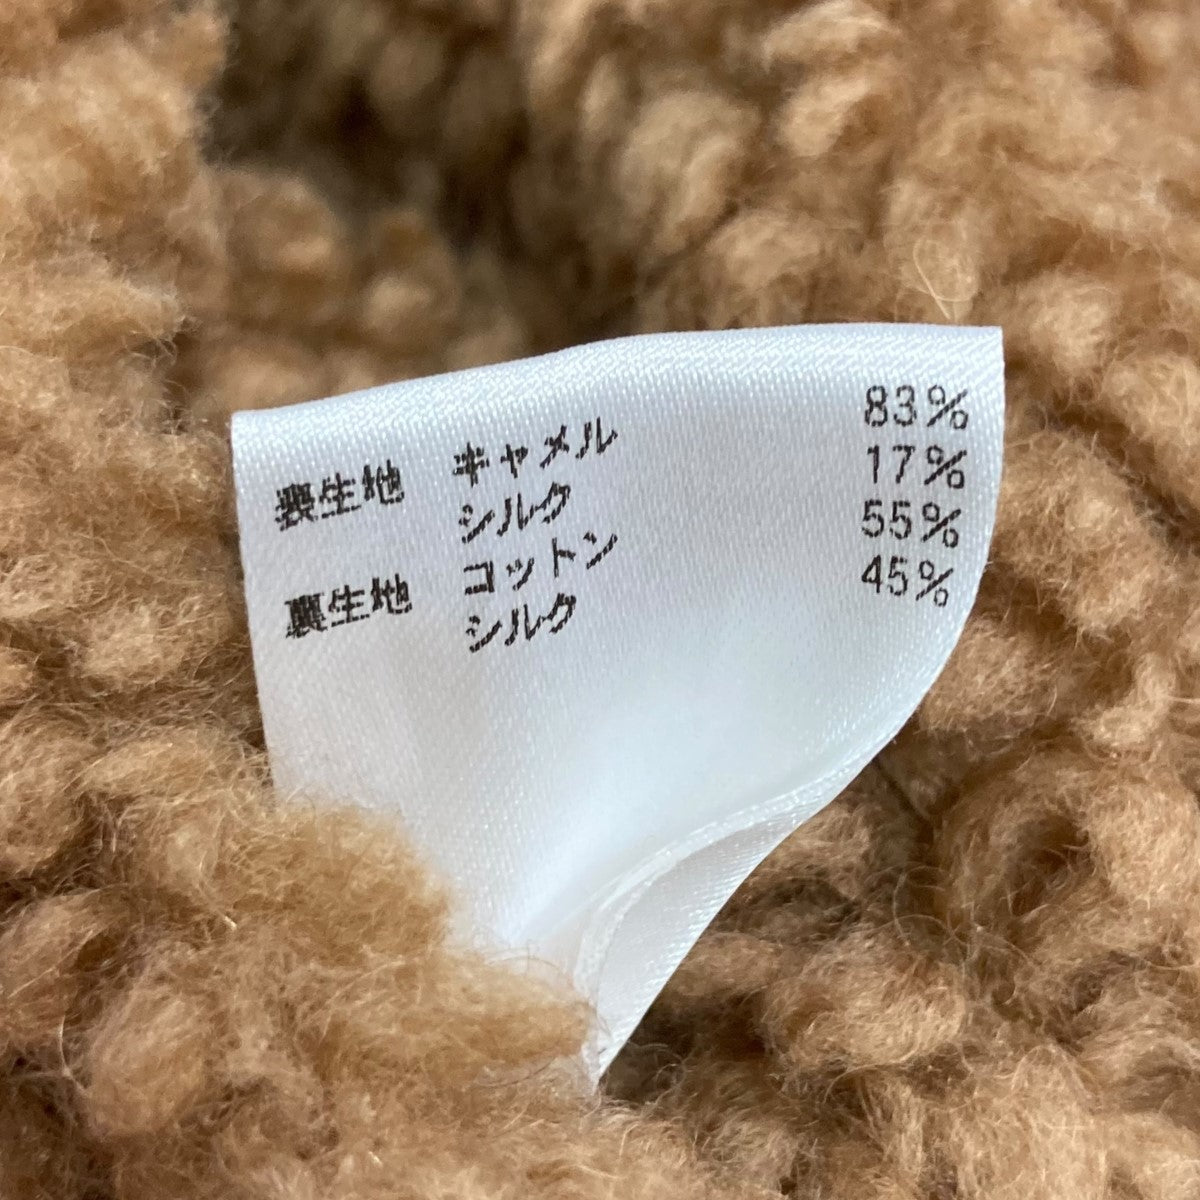 表生地 キャメル 83%
シルク 17%
裏生地 コットン 55%
シルク 45%